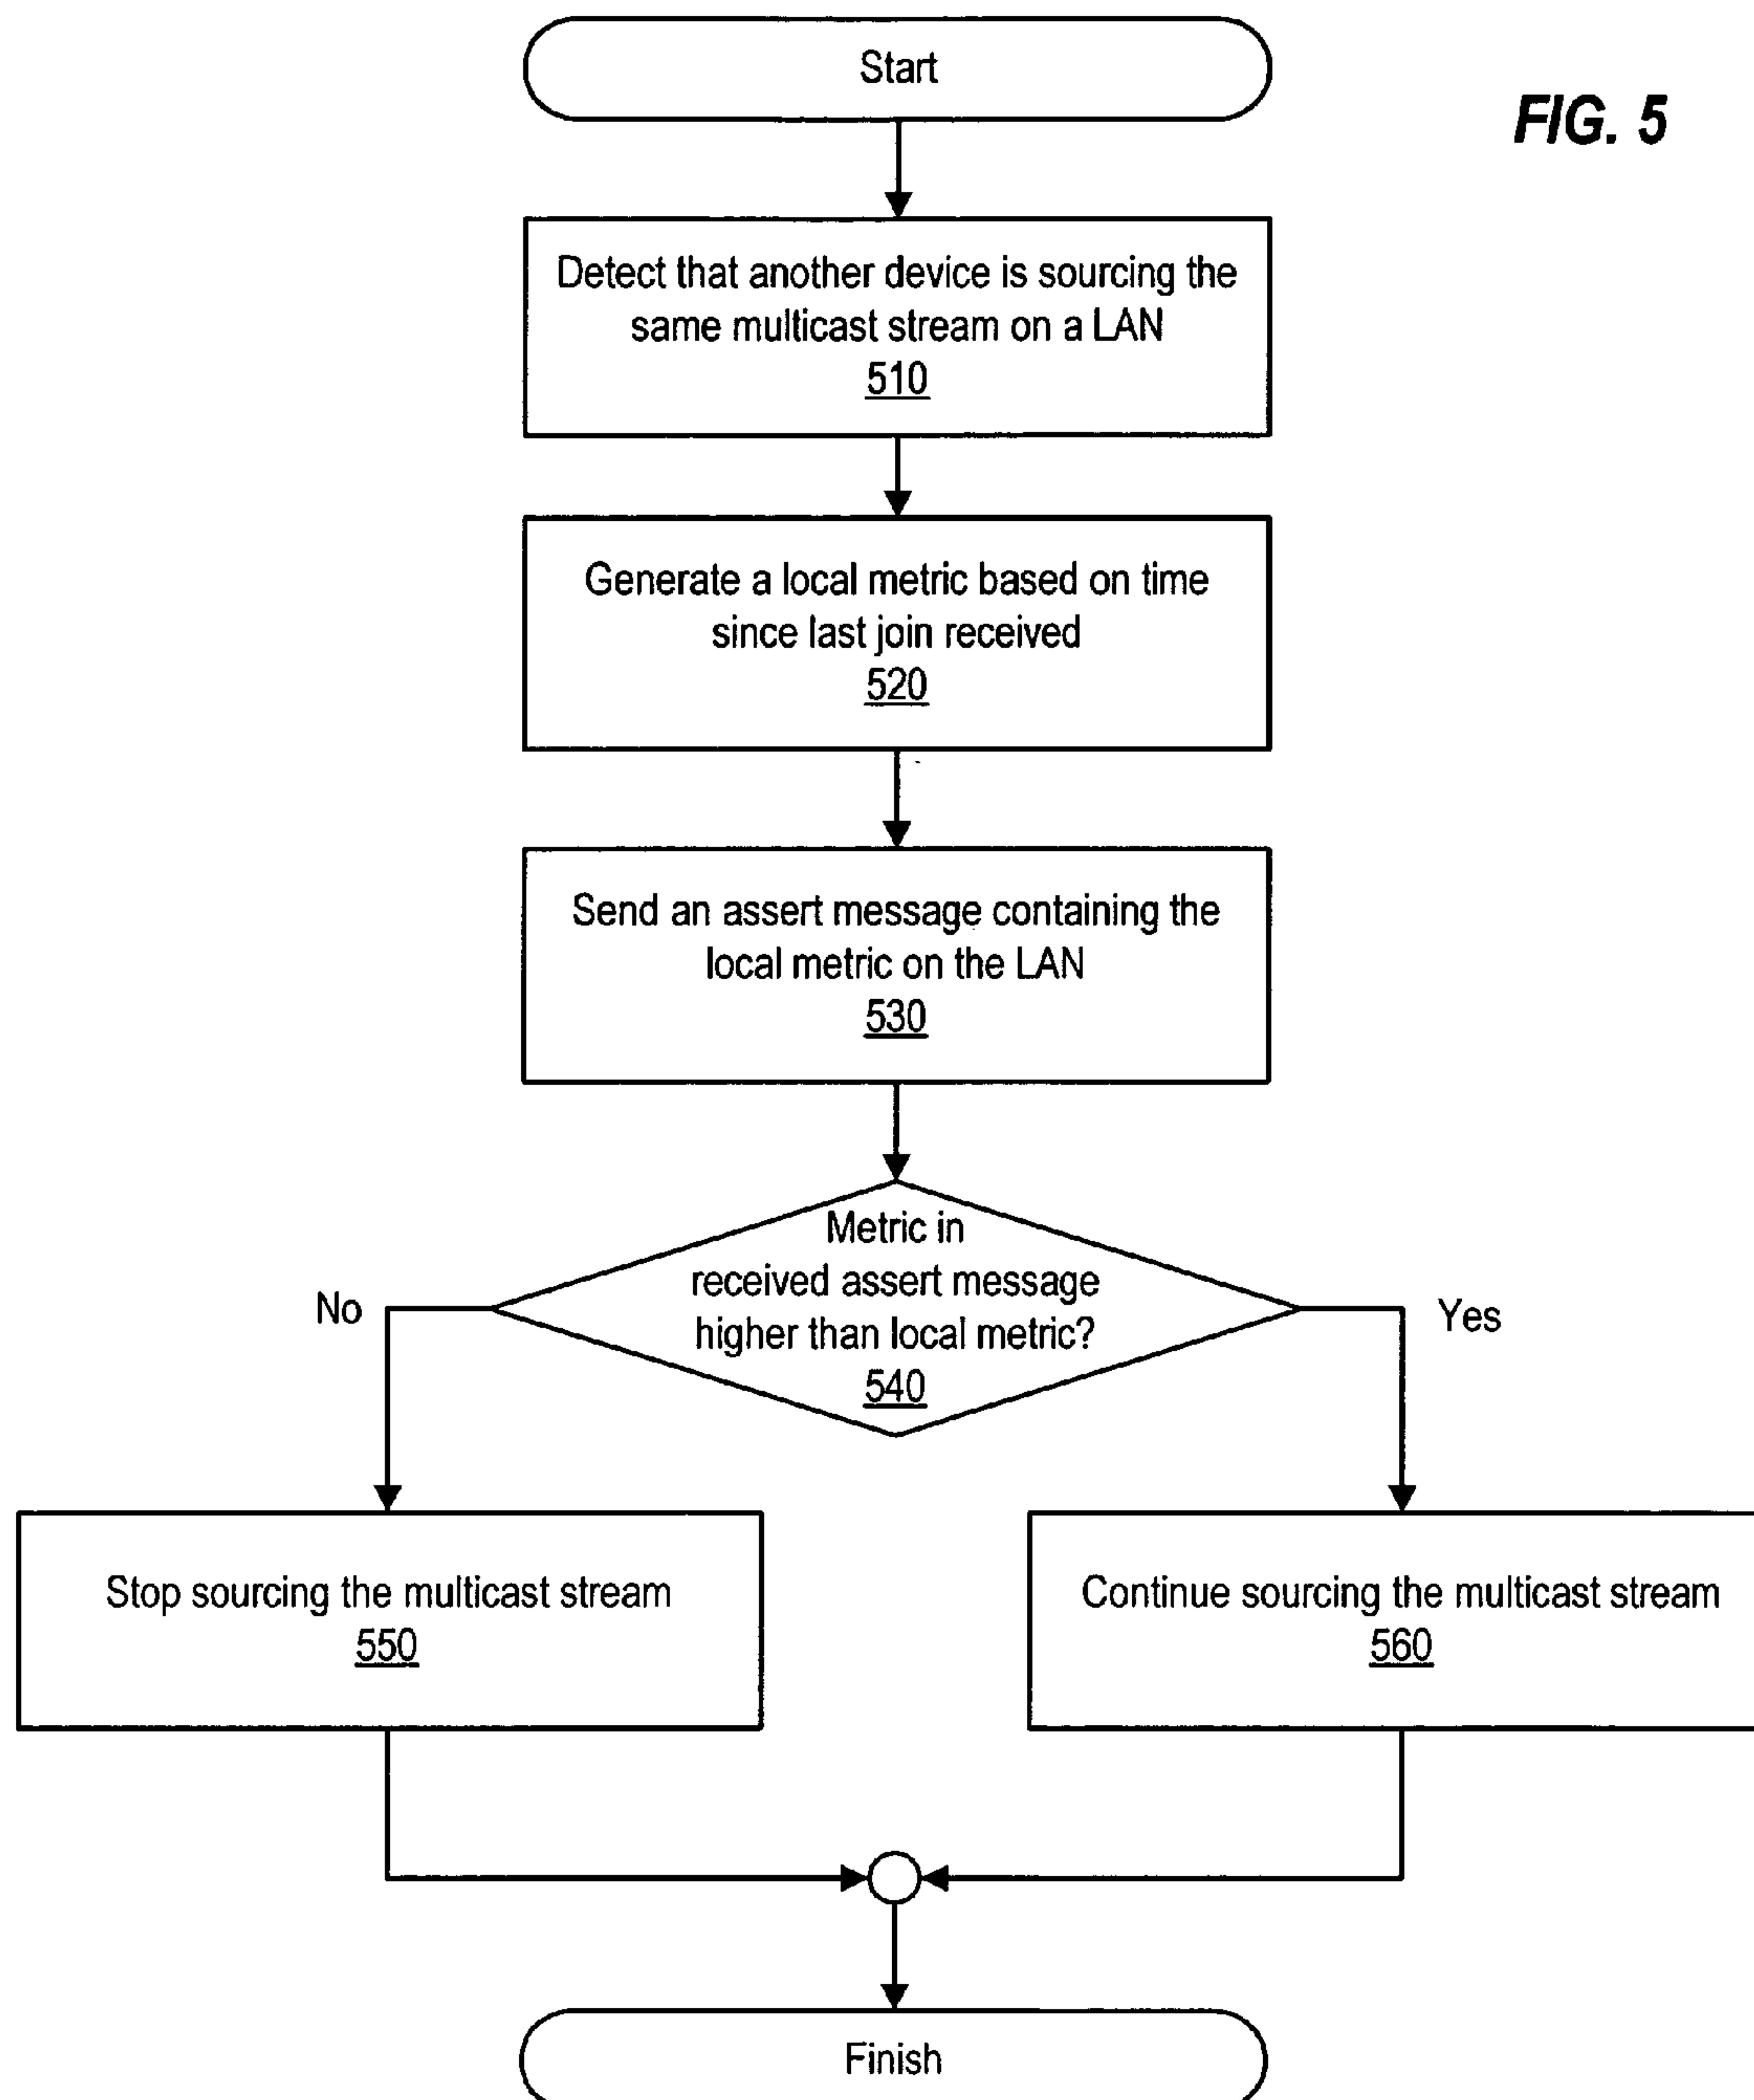 Start
FIG. 5
Detect that another device is sourcing the
same multicast stream on a LAN
510
Generate a local metric based on time
since last join received
520
Send an assert message containing the
local metric on the LAN
530
Metric in
received assert message
higher than local metric?
540
No
Yes
Stop sourcing the multicast stream
550
Continue sourcing the multicast stream
560
Finish